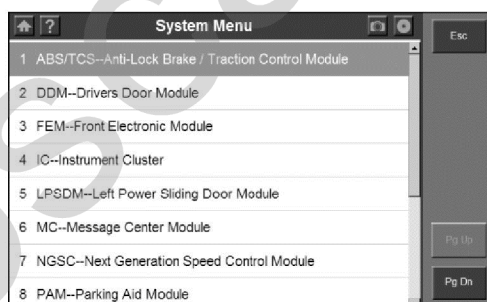 ? System Menu
Esc
1 ABS/TCS--Anti-Lock Brake / Traction Control Module
2 DDM--Drivers Door Module
3 FEM--Front Electronic Module
4 IC--Instrument Cluster
5 LPSDM--Left Power Sliding Door Module
6 MC--Message Center Module
Pg Up
7 NGSC--Next Generation Speed Control Module
Pg Dn
8 PAM--Parking Aid Module